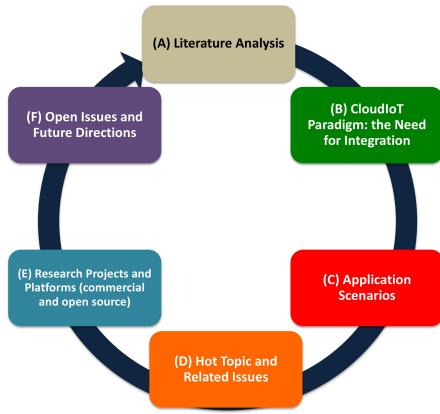 (A) Literature Analysis
(B) CloudIoT
Paradigm: the Need
for Integration
(C) Application
Scenarios
(D) Hot Topic and
Related Issues
(E) Research Projects and
Platforms (commercial
and open source)
(F) Open Issues and
Future Directions